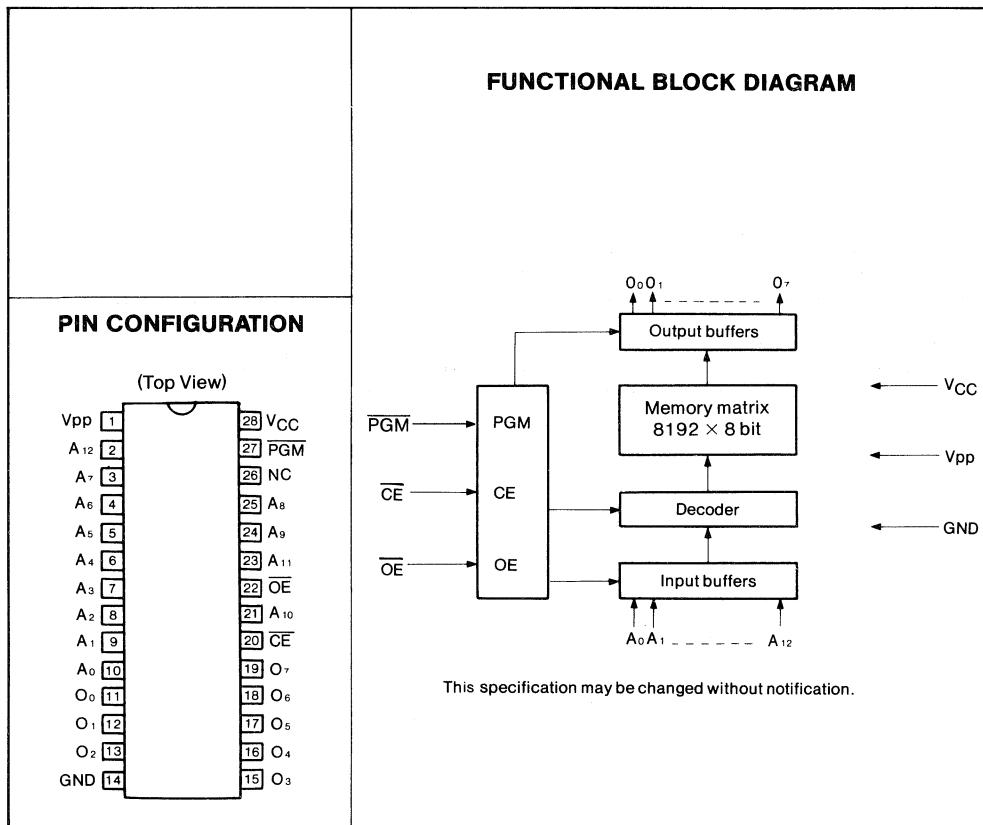 FUNCTIONAL BLOCK DIAGRAM
O₀ O₁ O₇
Output buffers
Memory matrix
8192 × 8 bit
Decoder
Input buffers
A₀ A₁ A₁₂
PGM PGM
CE CE
OE OE
VCC
Vpp
GND
This specification may be changed without notification.
PIN CONFIGURATION
(Top View)
Vpp 1 28 VCC
A₁₂ 2 27 PGM
A₇ 3 26 NC
A₆ 4 25 A₈
A₅ 5 24 A₉
A₄ 6 23 A₁₁
A₃ 7 22 OE
A₂ 8 21 A₁₀
A₁ 9 20 CE
A₀ 10 19 O₇
O₀ 11 18 O₆
O₁ 12 17 O₅
O₂ 13 16 O₄
GND 14 15 O₃